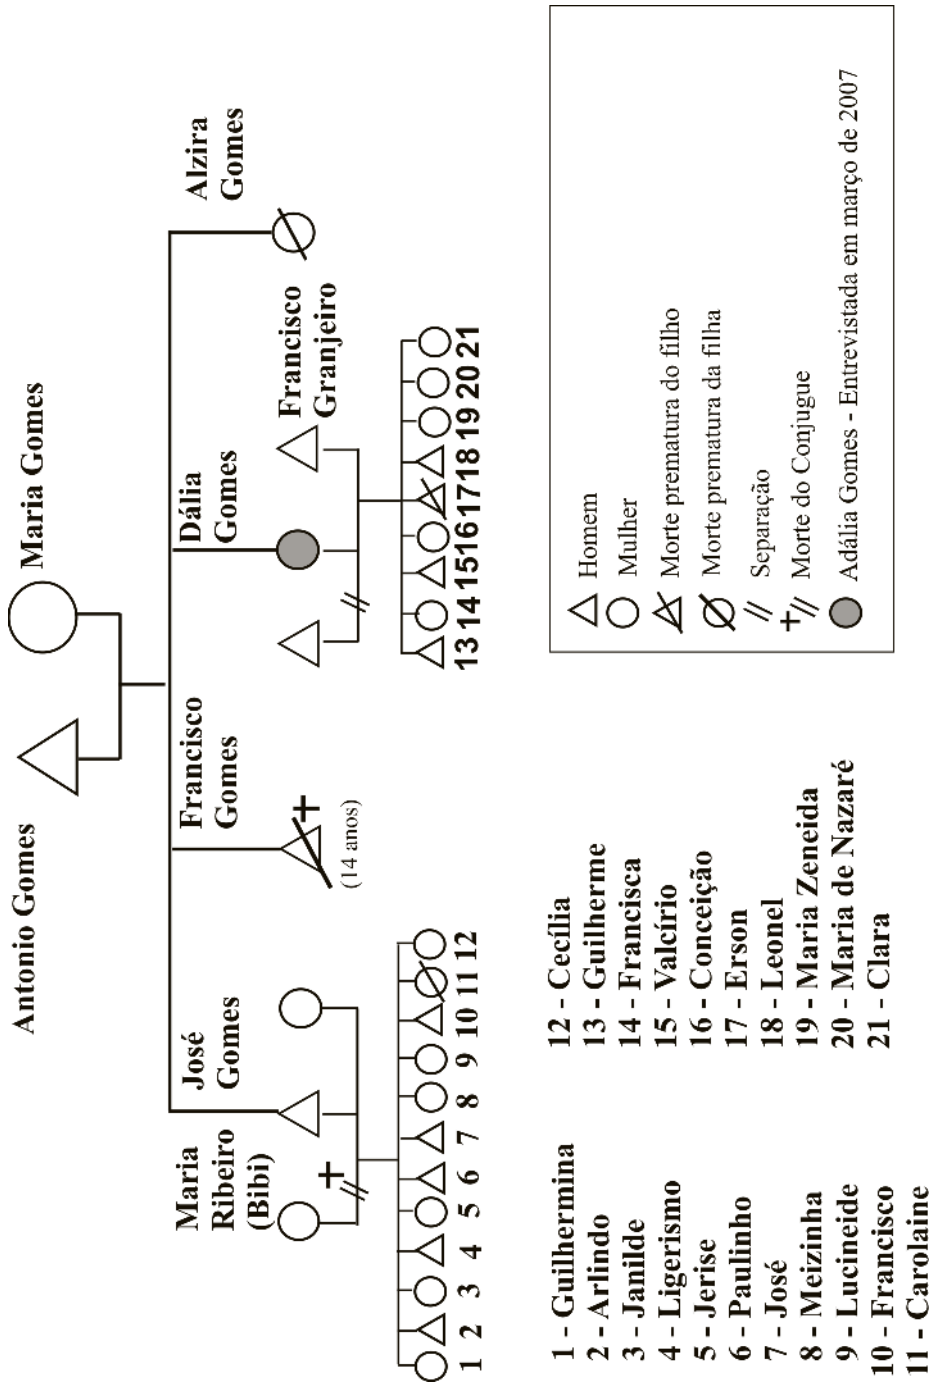 Antonio Gomes
Maria Gomes
José
Gomes
Francisco
Gomes
Dália
Gomes
Alzira
Gomes
Maria
Ribeiro
(Bibi)
(14 anos)
Francisco
Granjeiro
1 2 3 4 5 6 7 8 9 10 11 12
13 14 15 16 17 18 19 20 21
1 - Guilhermina
2 - Arlindo
3 - Janilde
4 - Ligerismo
5 - Jerise
6 - Paulinho
7 - José
8 - Meizinha
9 - Lucineide
10 - Francisco
11 - Carolaine
12 - Cecília
13 - Guilherme
14 - Francisca
15 - Valcírio
16 - Conceição
17 - Erson
18 - Leonel
19 - Maria Zeneida
20 - Maria de Nazaré
21 - Clara
Homem
Mulher
Morte prematura do filho
Morte prematura da filha
Separação
Morte do Conjugue
Adália Gomes - Entrevistada em março de 2007